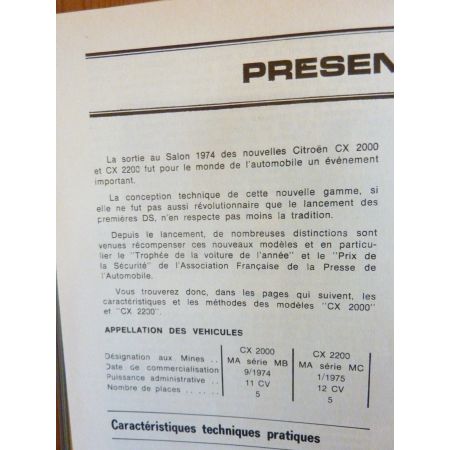 PRESEN
La sortie au Salon 1974 des nouvelles Citroën CX 2000
et CX 2200 fut pour le monde de l'automobile un événement
important.
La conception technique de cette nouvelle gamme, si
elle ne fut pas aussi révolutionnaire que le lancement des
premières DS, n'en respecte pas moins la tradition.
Depuis le lancement, de nombreuses distinctions sont
venues récompenser ces nouveaux modèles et en particu-
lier le "Trophée de la voiture de l'année" et le "Prix de
la Sécurité" de l'Association Française de la Presse de
l'Automobile.
Vous trouverez donc, dans les pages qui suivent, les
caractéristiques et les méthodes des modèles "CX 2000"
et "CX 2200".
APPELLATION DES VEHICULES
CX 2000 CX 2200
Désignation aux Mines .. MA série MB MA série MC
Date de commercialisation 9/1974 1/1975
Puissance administrative .. 11 CV 12 CV
Nombre de places .. .. .. 5 5
Caractéristiques techniques pratiques